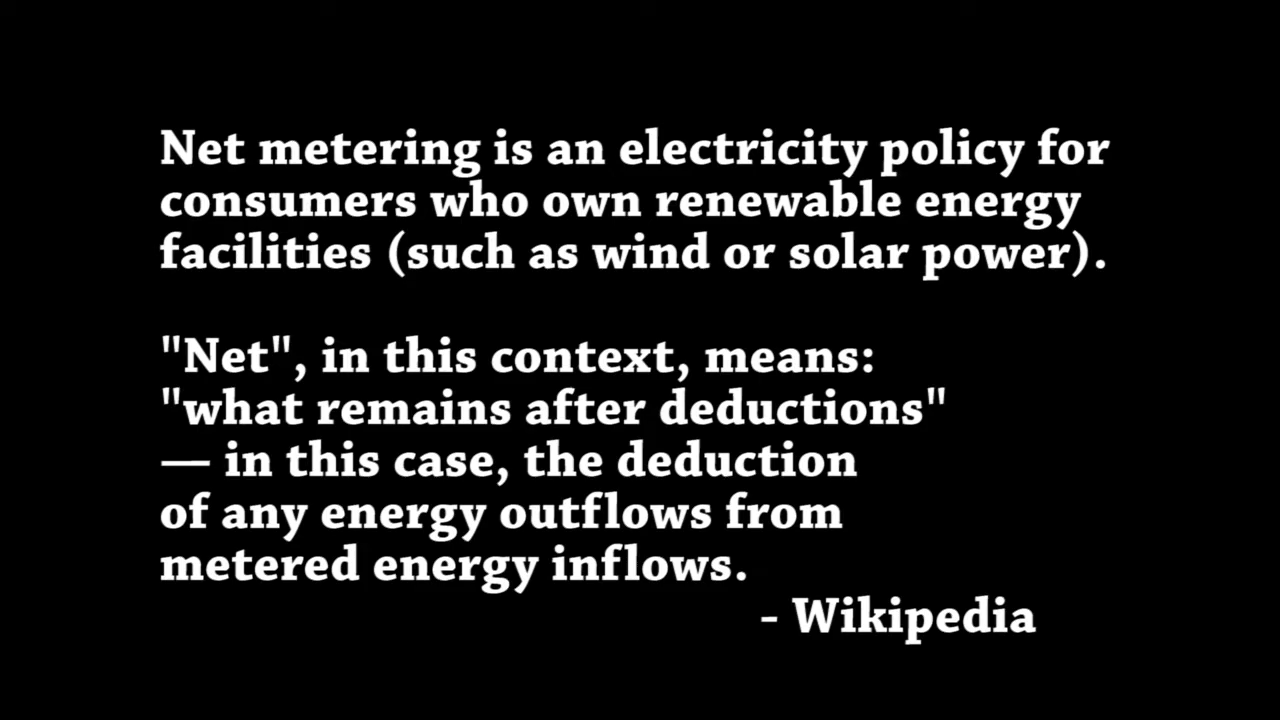 Net metering is an electricity policy for
consumers who own renewable energy
facilities (such as wind or solar power).
"Net", in this context, means:
"what remains after deductions"
— in this case, the deduction
of any energy outflows from
metered energy inflows.
- Wikipedia